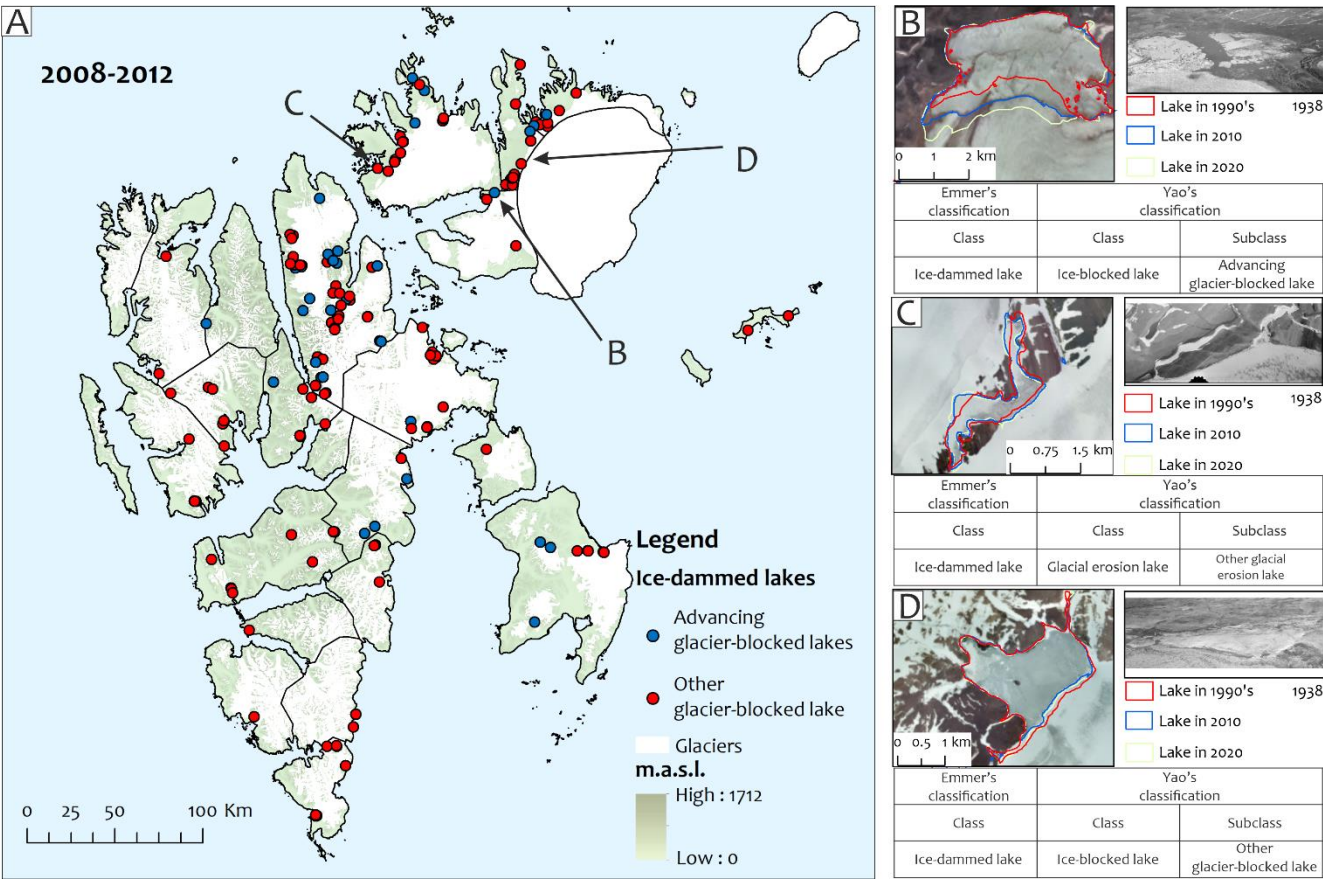 A
2008-2012
C
D
B
Legend
Ice-dammed lakes
Advancing
glacier-blocked lakes
Other
glacier-blocked lake
Glaciers
m.a.s.l.
High : 1712
Low : 0
0 25 50 100 Km
B
0 1 2 km
Lake in 1990's 1938
Lake in 2010
Lake in 2020
Emmer's
classification
Yao's
classification
Class Class Subclass
Ice-dammed lake Ice-blocked lake Advancing
glacier-blocked lake
C
0 0.75 1.5 km
Lake in 1990's 1938
Lake in 2010
Lake in 2020
Emmer's
classification
Yao's
classification
Class Class Subclass
Ice-dammed lake Glacial erosion lake Other glacial
erosion lake
D
0 0.5 1 km
Lake in 1990's 1938
Lake in 2010
Lake in 2020
Emmer's
classification
Yao's
classification
Class Class Subclass
Ice-dammed lake Ice-blocked lake Other
glacier-blocked lake